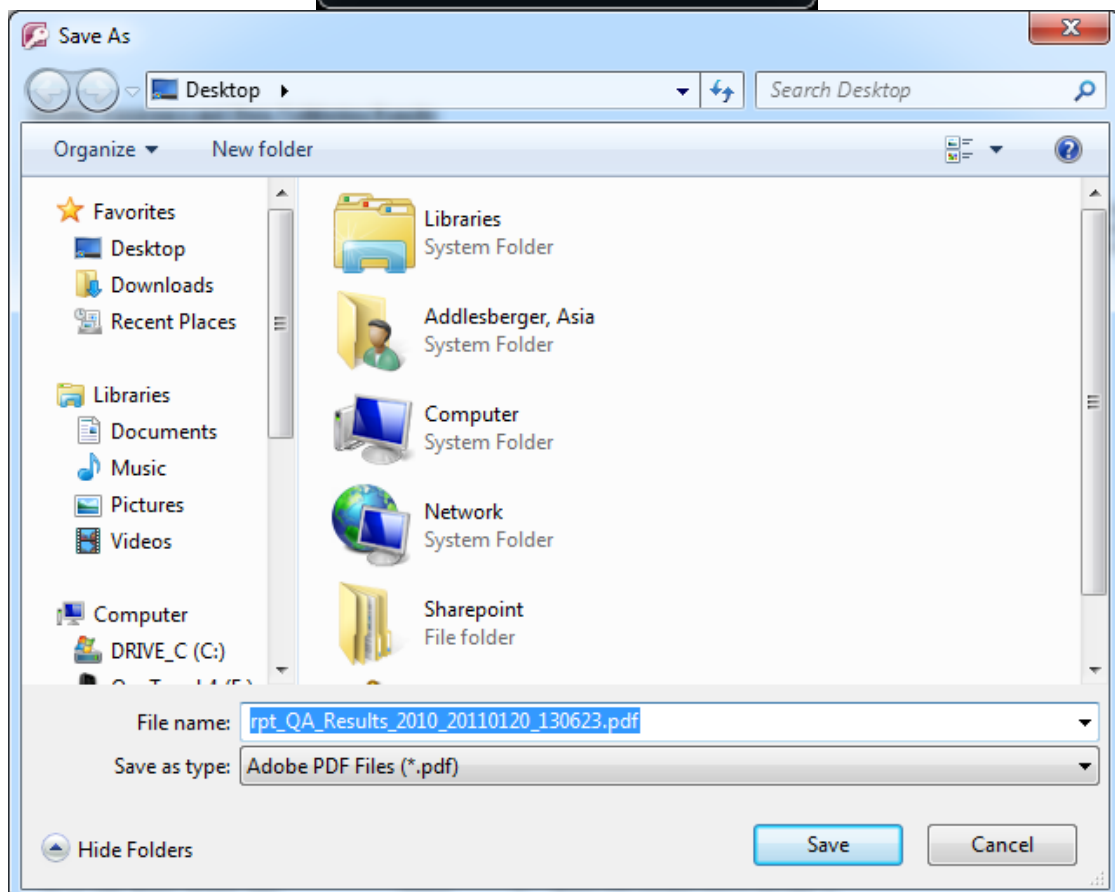 Save As
Desktop
Search Desktop
Organize
New folder
Favorites
Desktop
Downloads
Recent Places
Libraries
Documents
Music
Pictures
Videos
Computer
DRIVE_C (C:)
Libraries
System Folder
Addlesberger, Asia
System Folder
Computer
System Folder
Network
System Folder
Sharepoint
File folder
File name: rpt_QA_Results_2010_20110120_130623.pdf
Save as type: Adobe PDF Files (*.pdf)
Hide Folders
Save
Cancel